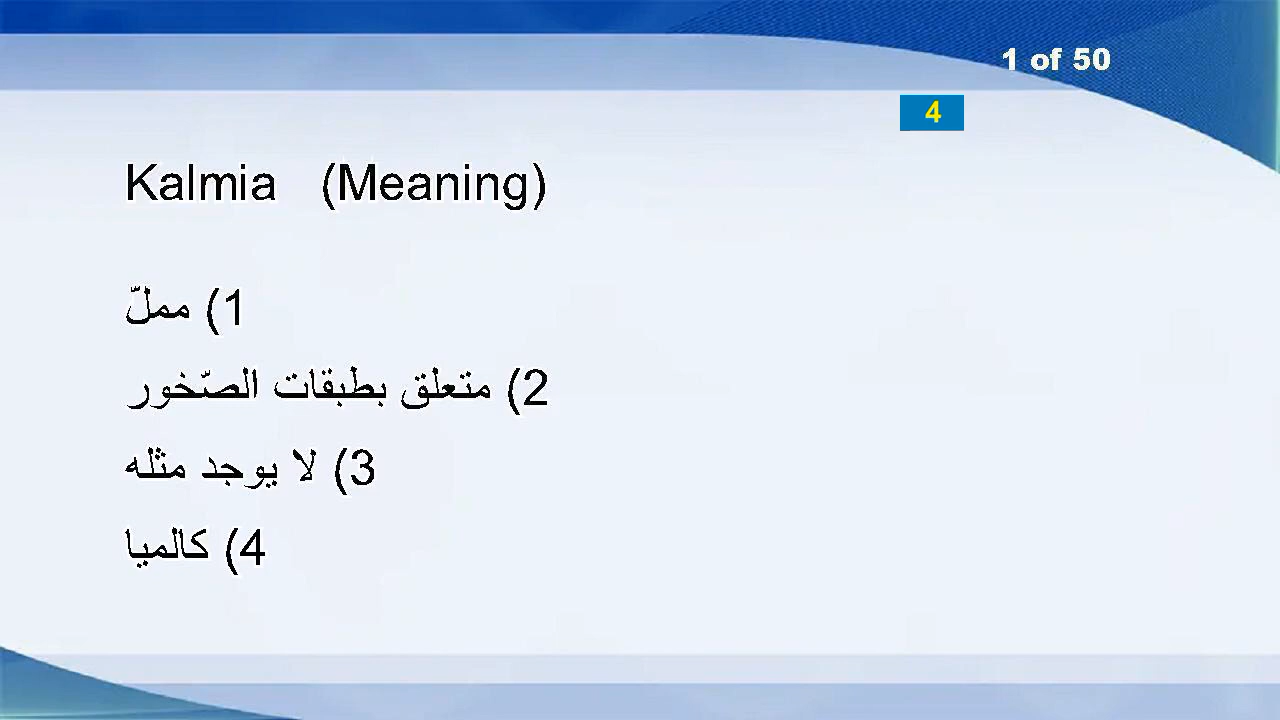 1 of 50
4
Kalmia (Meaning)
1) مملّ
2) متعلق بطبقات الصّخور
3) لا يوجد مثله
4) كالميا